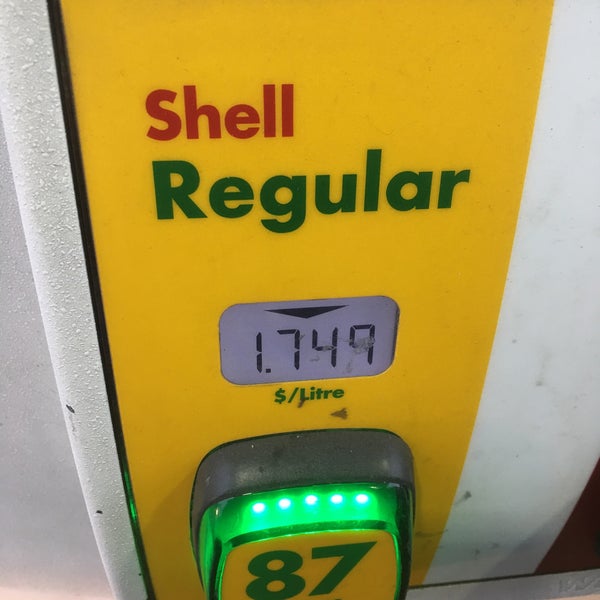 Shell
Regular
1.749
$/Litre
87